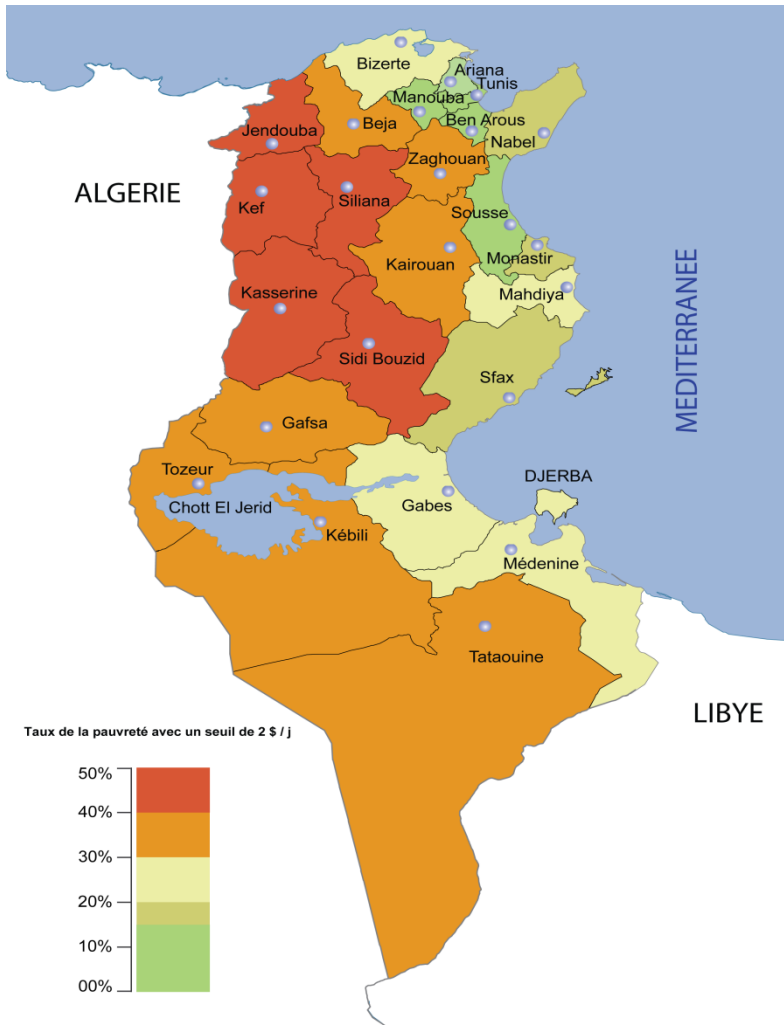 Bizerte
Ariana
Tunis
Manouba
Ben Arous
Jendouba
Beja
Nabel
Zaghouan
ALGERIE
Kef
Siliana
Sousse
Kairouan
Monastir
MEDITERRANEE
Kasserine
Mahdiya
Sidi Bouzid
Sfax
Gafsa
Tozeur
DJERBA
Chott El Jerid
Gabes
Kébili
Médenine
Tataouine
LIBYE
Taux de la pauvreté avec un seuil de 2 $ / j
50%
40%
30%
20%
10%
00%